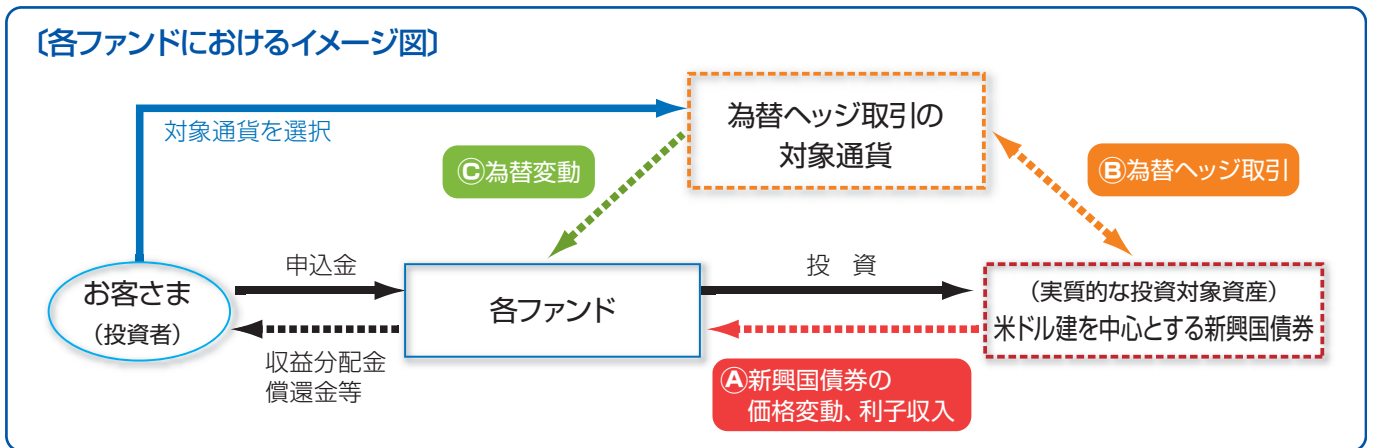 〔各ファンドにおけるイメージ図〕
為替ヘッジ取引の
対象通貨
対象通貨を選択
Ⓒ為替変動
Ⓑ為替ヘッジ取引
お客さま
（投資者）
申込金
各ファンド
投　資
（実質的な投資対象資産）
米ドル建を中心とする新興国債券
収益分配金
償還金等
Ⓐ新興国債券の
価格変動、利子収入